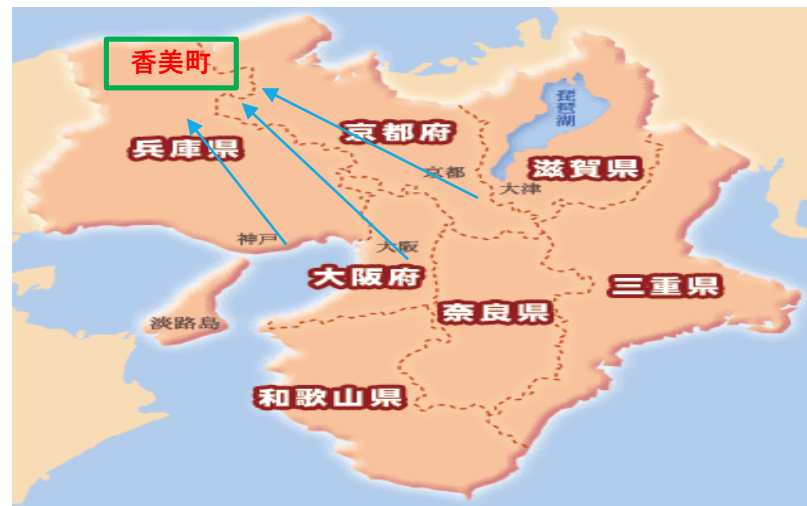 香美町
琵琶湖
京都府
兵庫県
滋賀県
京都
大津
神戸
大阪
大阪府
三重県
奈良県
淡路島
和歌山県